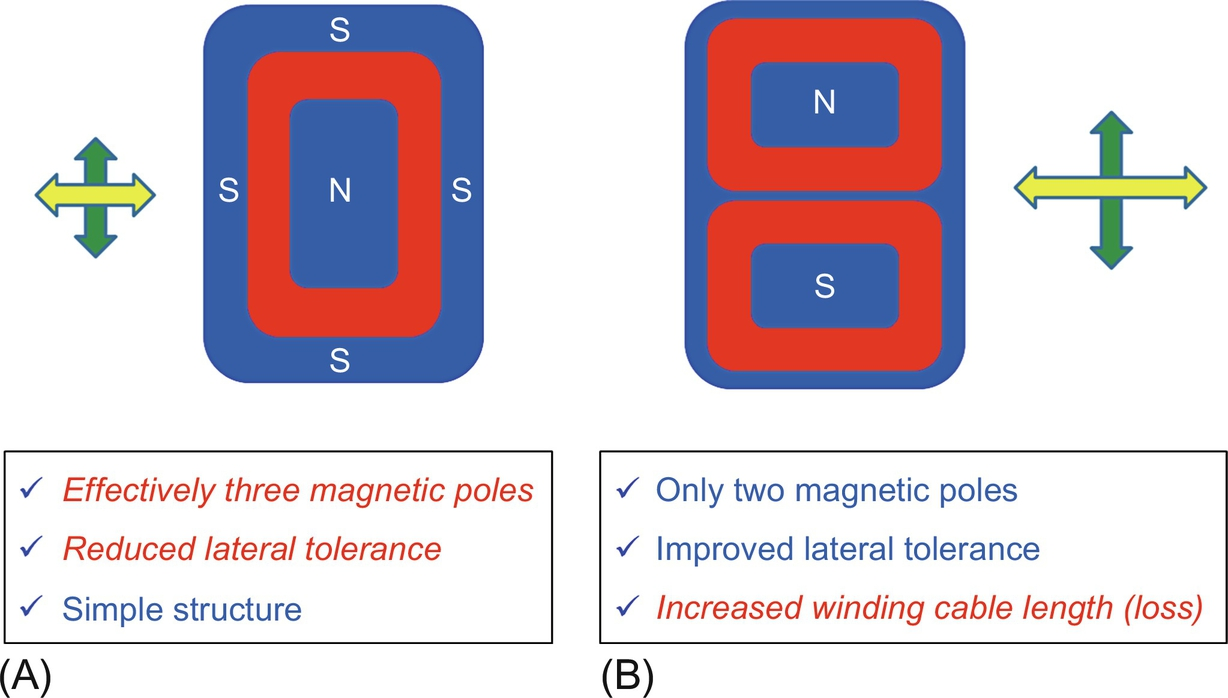 S
S N S
S
N
S
✓ Effectively three magnetic poles
✓ Reduced lateral tolerance
✓ Simple structure
(A)
✓ Only two magnetic poles
✓ Improved lateral tolerance
✓ Increased winding cable length (loss)
(B)